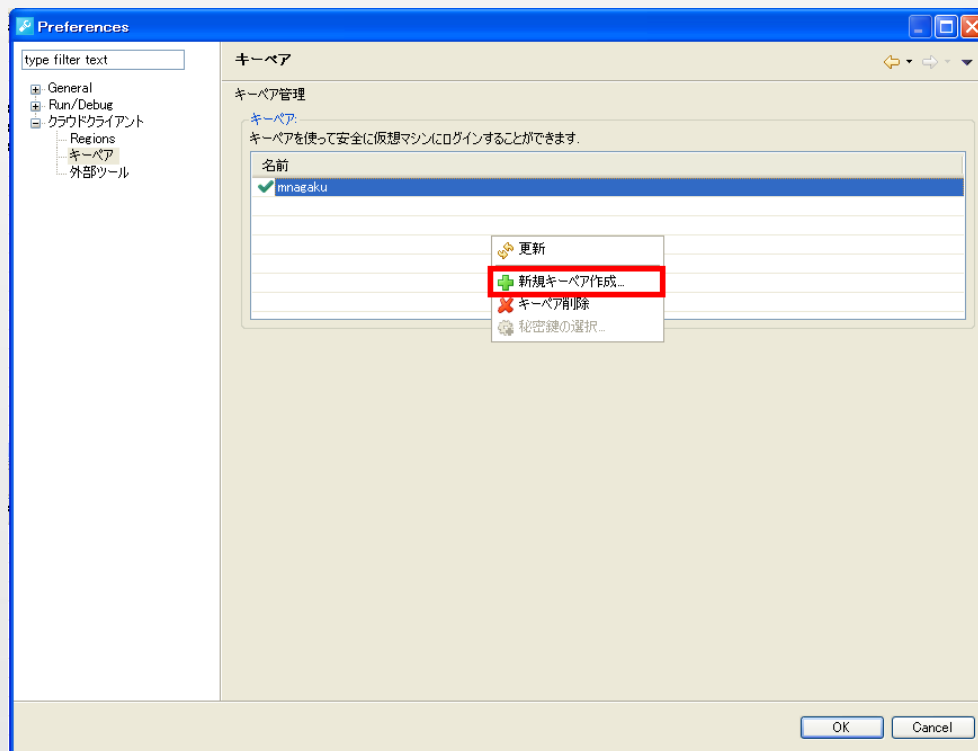 Preferences
type filter text
General
Run/Debug
クラウドクライアント
Regions
キーペア
外部ツール
キーペア
キーペア管理
キーペア:
キーペアを使って安全に仮想マシンにログインすることができます.
名前
mnagaku
更新
新規キーペア作成...
キーペア削除
秘密鍵の選択...
OK
Cancel